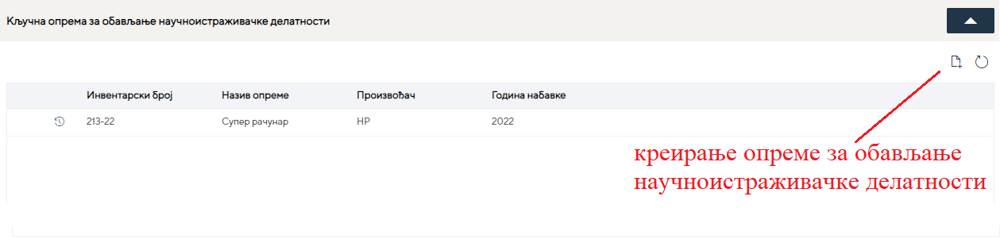 Кључна опрема за обављање научноистраживачке делатности
Инвентарски број Назив опреме Произвођач Година набавке
213-22 Супер рачунар HP 2022
креирање опреме за обављање
научноистраживачке делатности